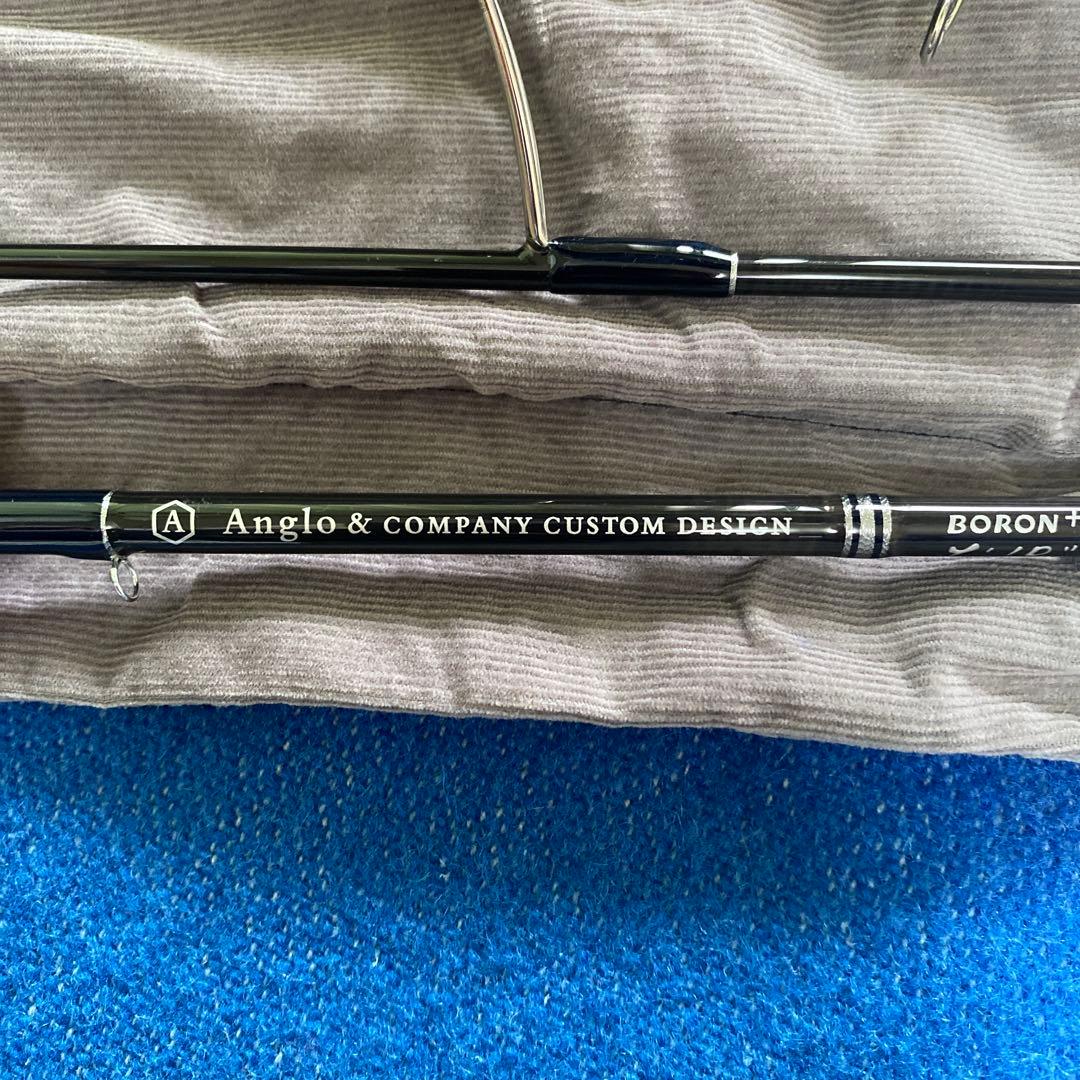 A Anglo & COMPANY CUSTOM DESIGN
BORON+